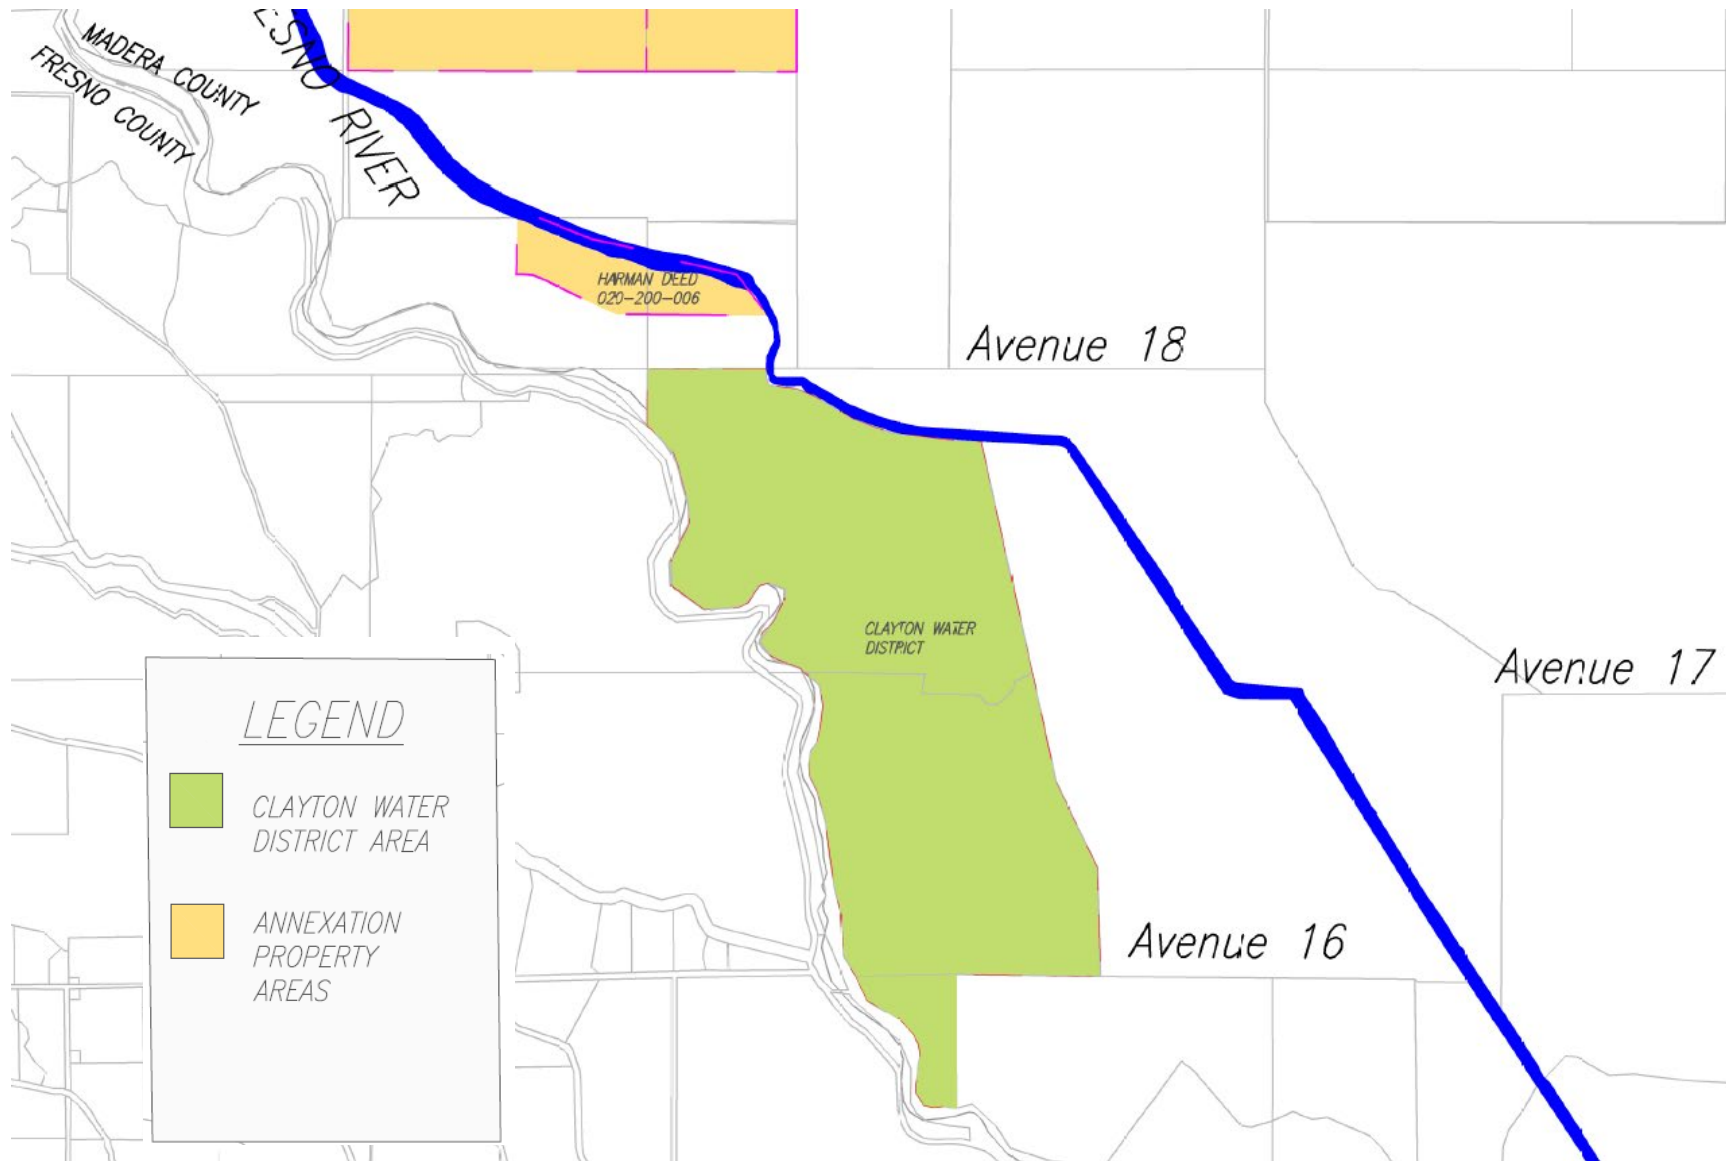 MADERA COUNTY
FRESNO COUNTY
ESNO RIVER
HARMAN DEED
020-200-006
Avenue 18
CLAYTON WATER
DISTRICT
Avenue 17
Avenue 16
LEGEND
CLAYTON WATER
DISTRICT AREA
ANNEXATION
PROPERTY
AREAS